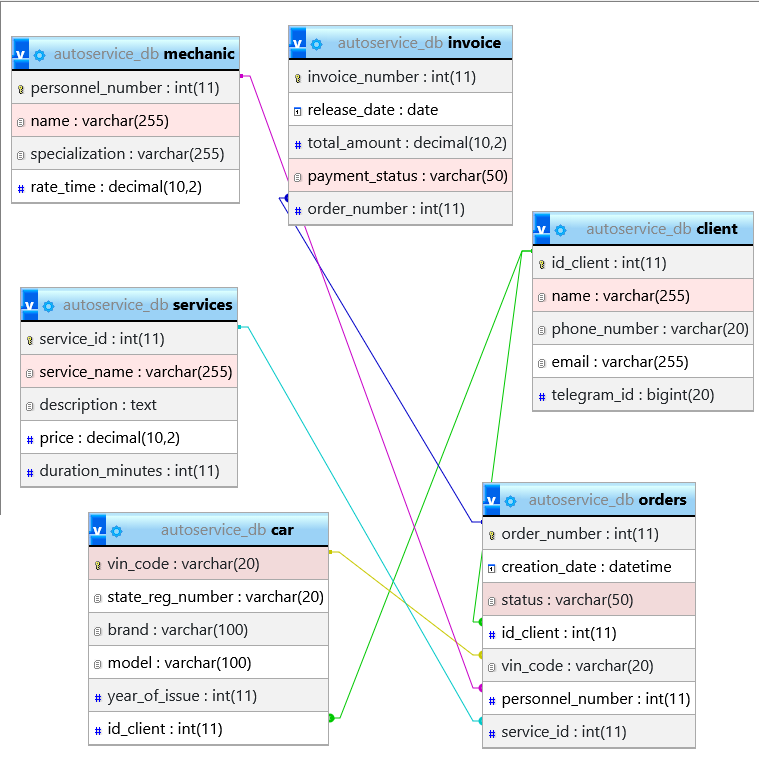 v autoservice_db mechanic
personnel_number : int(11)
name : varchar(255)
specialization : varchar(255)
# rate_time : decimal(10,2)
v autoservice_db invoice
invoice_number : int(11)
release_date : date
# total_amount : decimal(10,2)
payment_status : varchar(50)
# order_number : int(11)
v autoservice_db client
id_client : int(11)
name : varchar(255)
phone_number : varchar(20)
email : varchar(255)
# telegram_id : bigint(20)
v autoservice_db services
service_id : int(11)
service_name : varchar(255)
description : text
# price : decimal(10,2)
# duration_minutes : int(11)
v autoservice_db car
vin_code : varchar(20)
state_reg_number : varchar(20)
brand : varchar(100)
model : varchar(100)
# year_of_issue : int(11)
# id_client : int(11)
v autoservice_db orders
order_number : int(11)
creation_date : datetime
status : varchar(50)
# id_client : int(11)
vin_code : varchar(20)
# personnel_number : int(11)
# service_id : int(11)